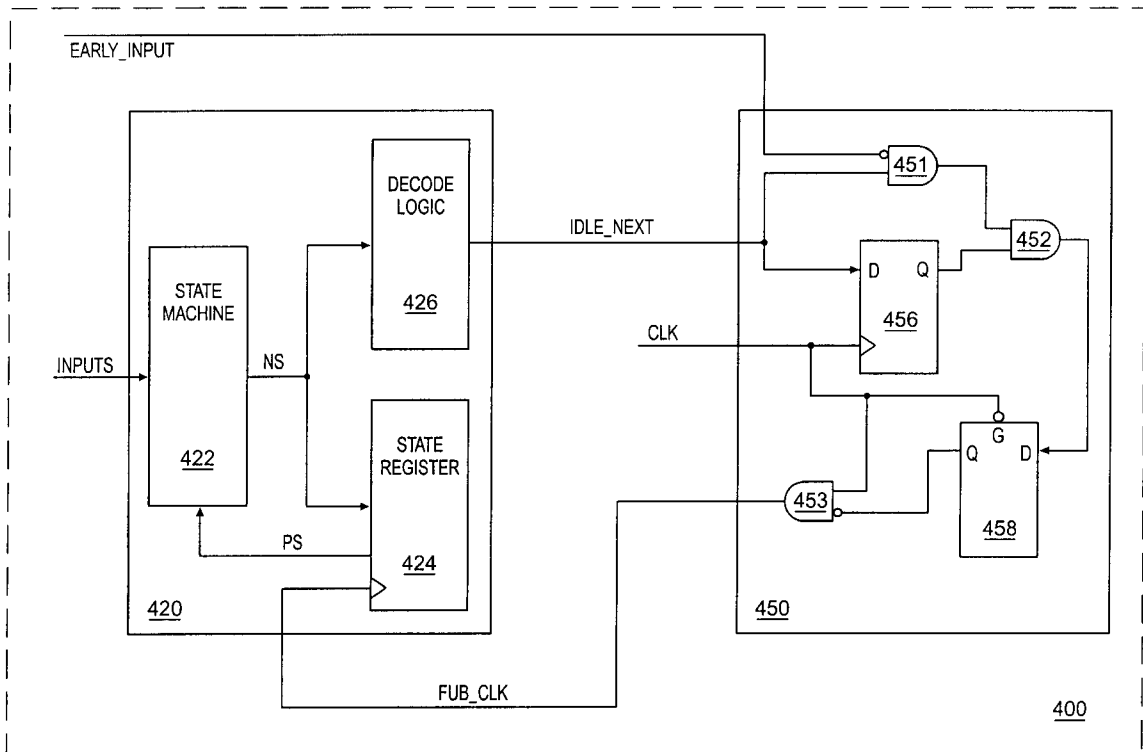 EARLY_INPUT
DECODE
LOGIC
426
STATE
MACHINE
422
INPUTS
NS
STATE
REGISTER
424
PS
420
FUB_CLK
IDLE_NEXT
CLK
451
452
D Q
456
G
Q D
458
453
450
400